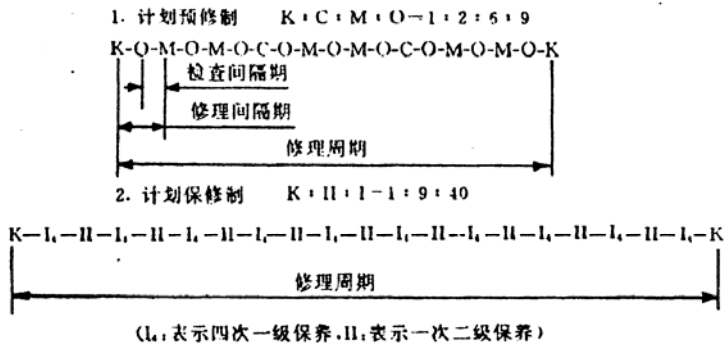 1. 计划预修制 K:C:M:O=1:2:6:9
K-O-M-O-M-O-C-O-M-O-M-O-C-O-M-O-M-O-K
检查间隔期
修理间隔期
修理周期
2. 计划保修制 K:II:I=1:9:40
K—I₄—II—I₄—II—I₄—II—I₄—II—I₄—II—I₄—II—I₄—II—I₄—II—I₄—II—I₄—K
修理周期
(I₄:表示四次一级保养,II:表示一次二级保养)